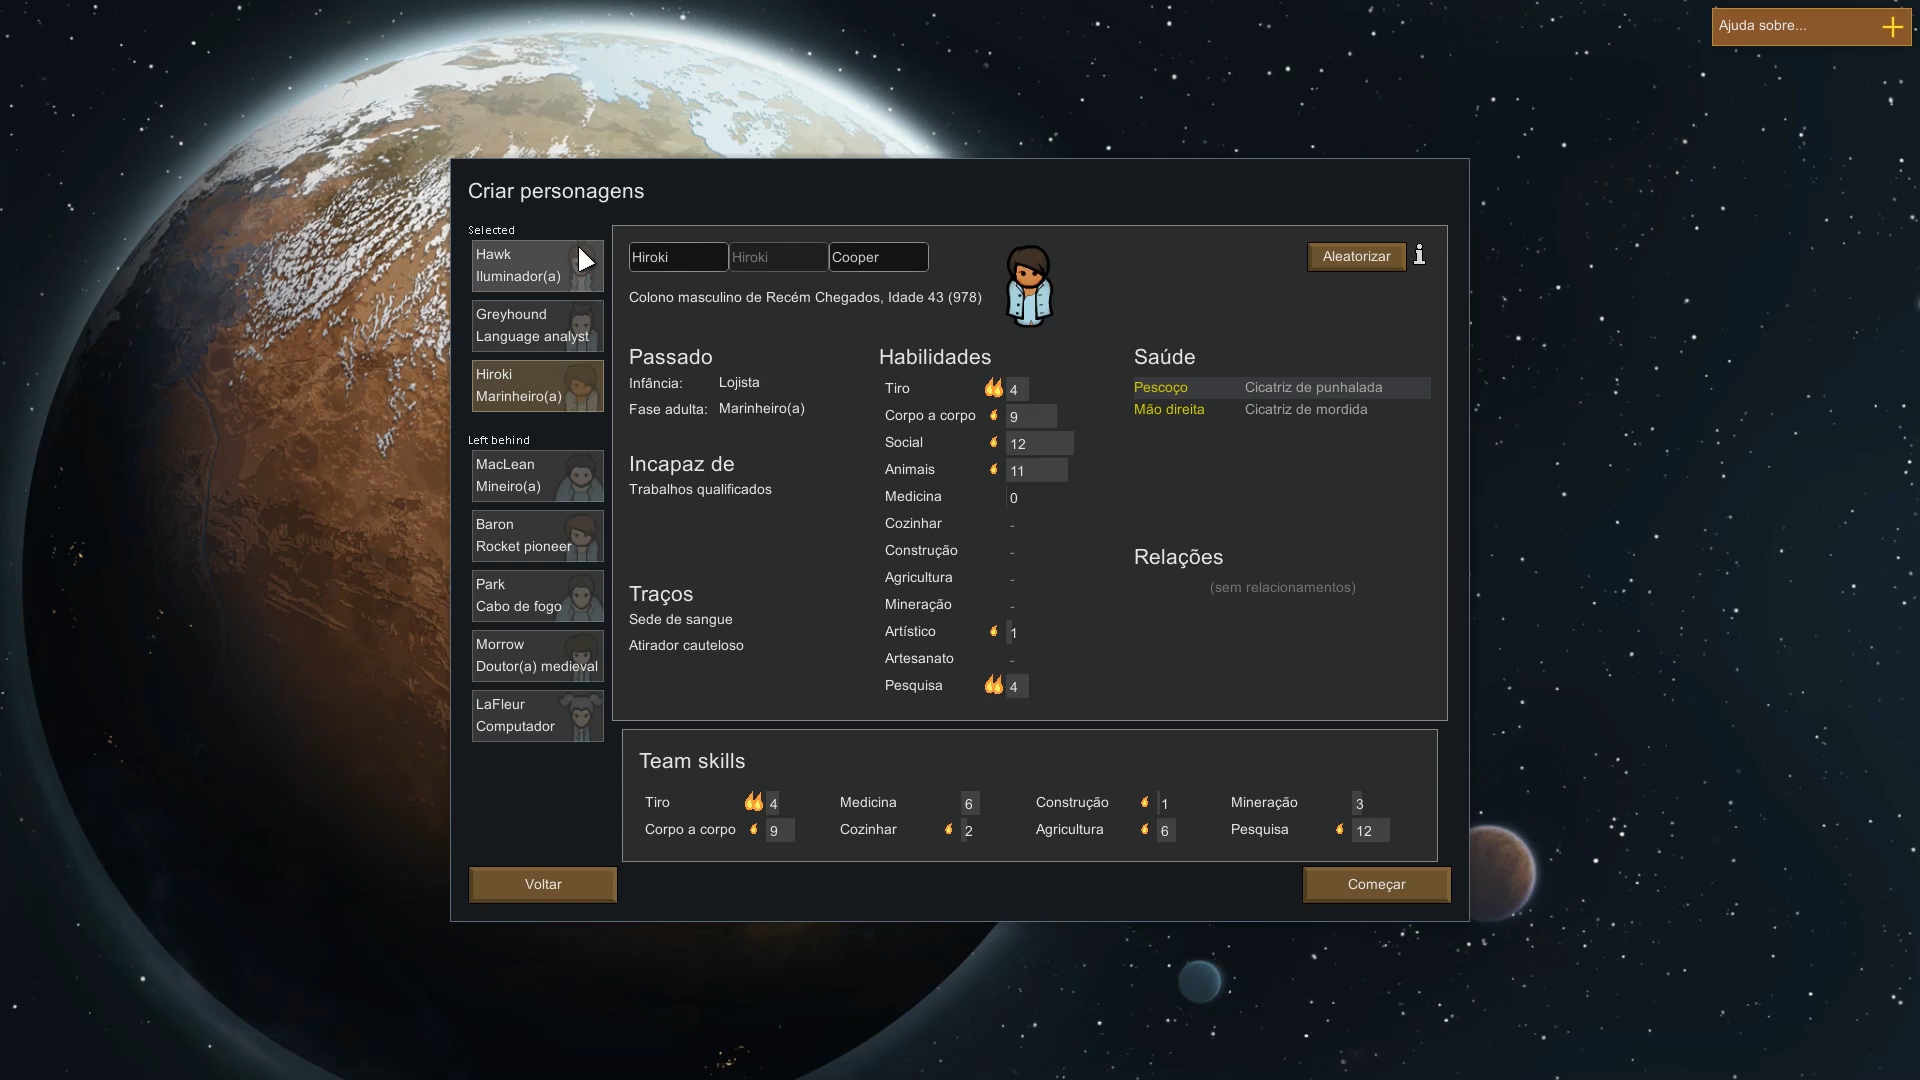 Ajuda sobre...
Criar personagens
Selected
Hawk
Iluminador(a)
Greyhound
Language analyst
Hiroki
Marinheiro(a)
Left behind
MacLean
Mineiro(a)
Baron
Rocket pioneer
Park
Cabo de fogo
Morrow
Doutor(a) medieval
LaFleur
Computador
Hiroki Hiroki Cooper
Aleatorizar
Colono masculino de Recém Chegados, Idade 43 (978)
Passado
Infância: Lojista
Fase adulta: Marinheiro(a)
Incapaz de
Trabalhos qualificados
Traços
Sede de sangue
Atirador cauteloso
Habilidades
Tiro 4
Corpo a corpo 9
Social 12
Animais 11
Medicina 0
Cozinhar -
Construção -
Agricultura -
Mineração -
Artístico 1
Artesanato -
Pesquisa 4
Saúde
Pescoço Cicatriz de punhalada
Mão direita Cicatriz de mordida
Relações
(sem relacionamentos)
Team skills
Tiro 4 Medicina 6 Construção 1 Mineração 3
Corpo a corpo 9 Cozinhar 2 Agricultura 6 Pesquisa 12
Voltar
Começar